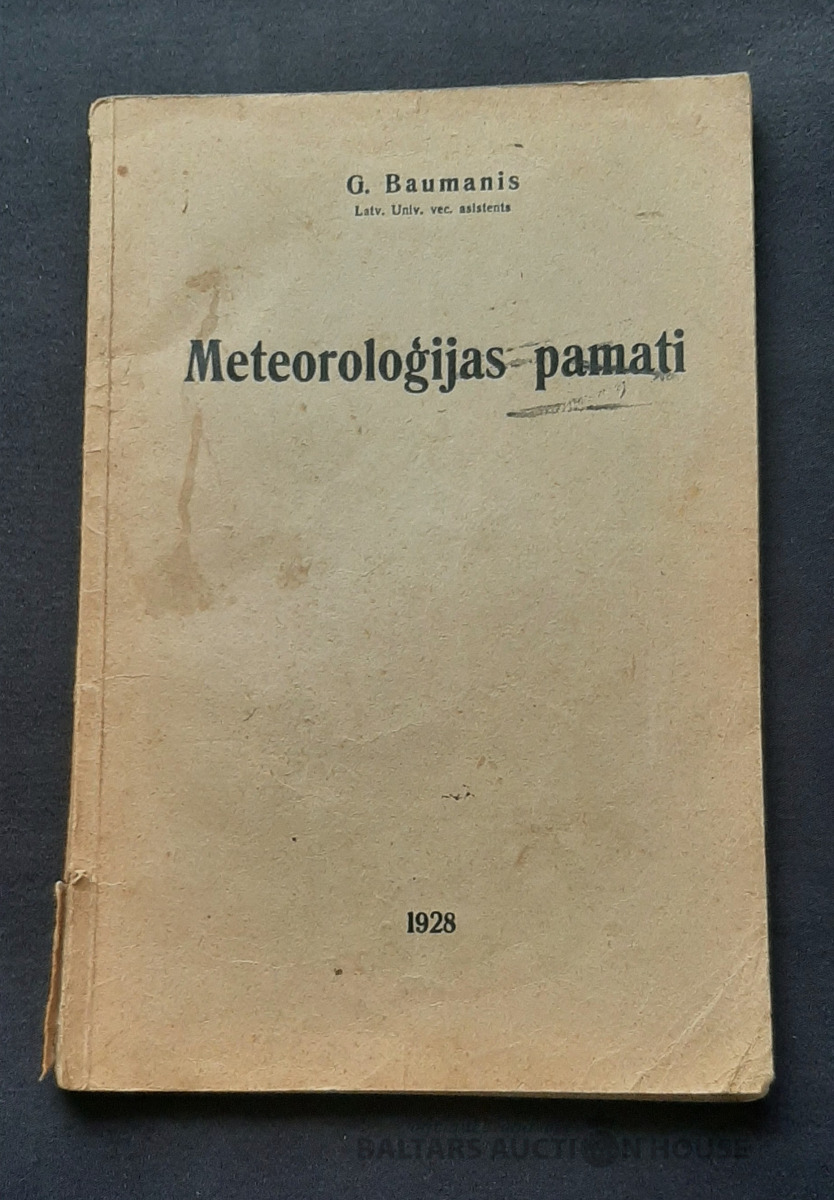 G. Baumanis
Latv. Univ. vec. asistents
Meteoroloģijas pamati
1928
BALTARS AUCTION HOUSE